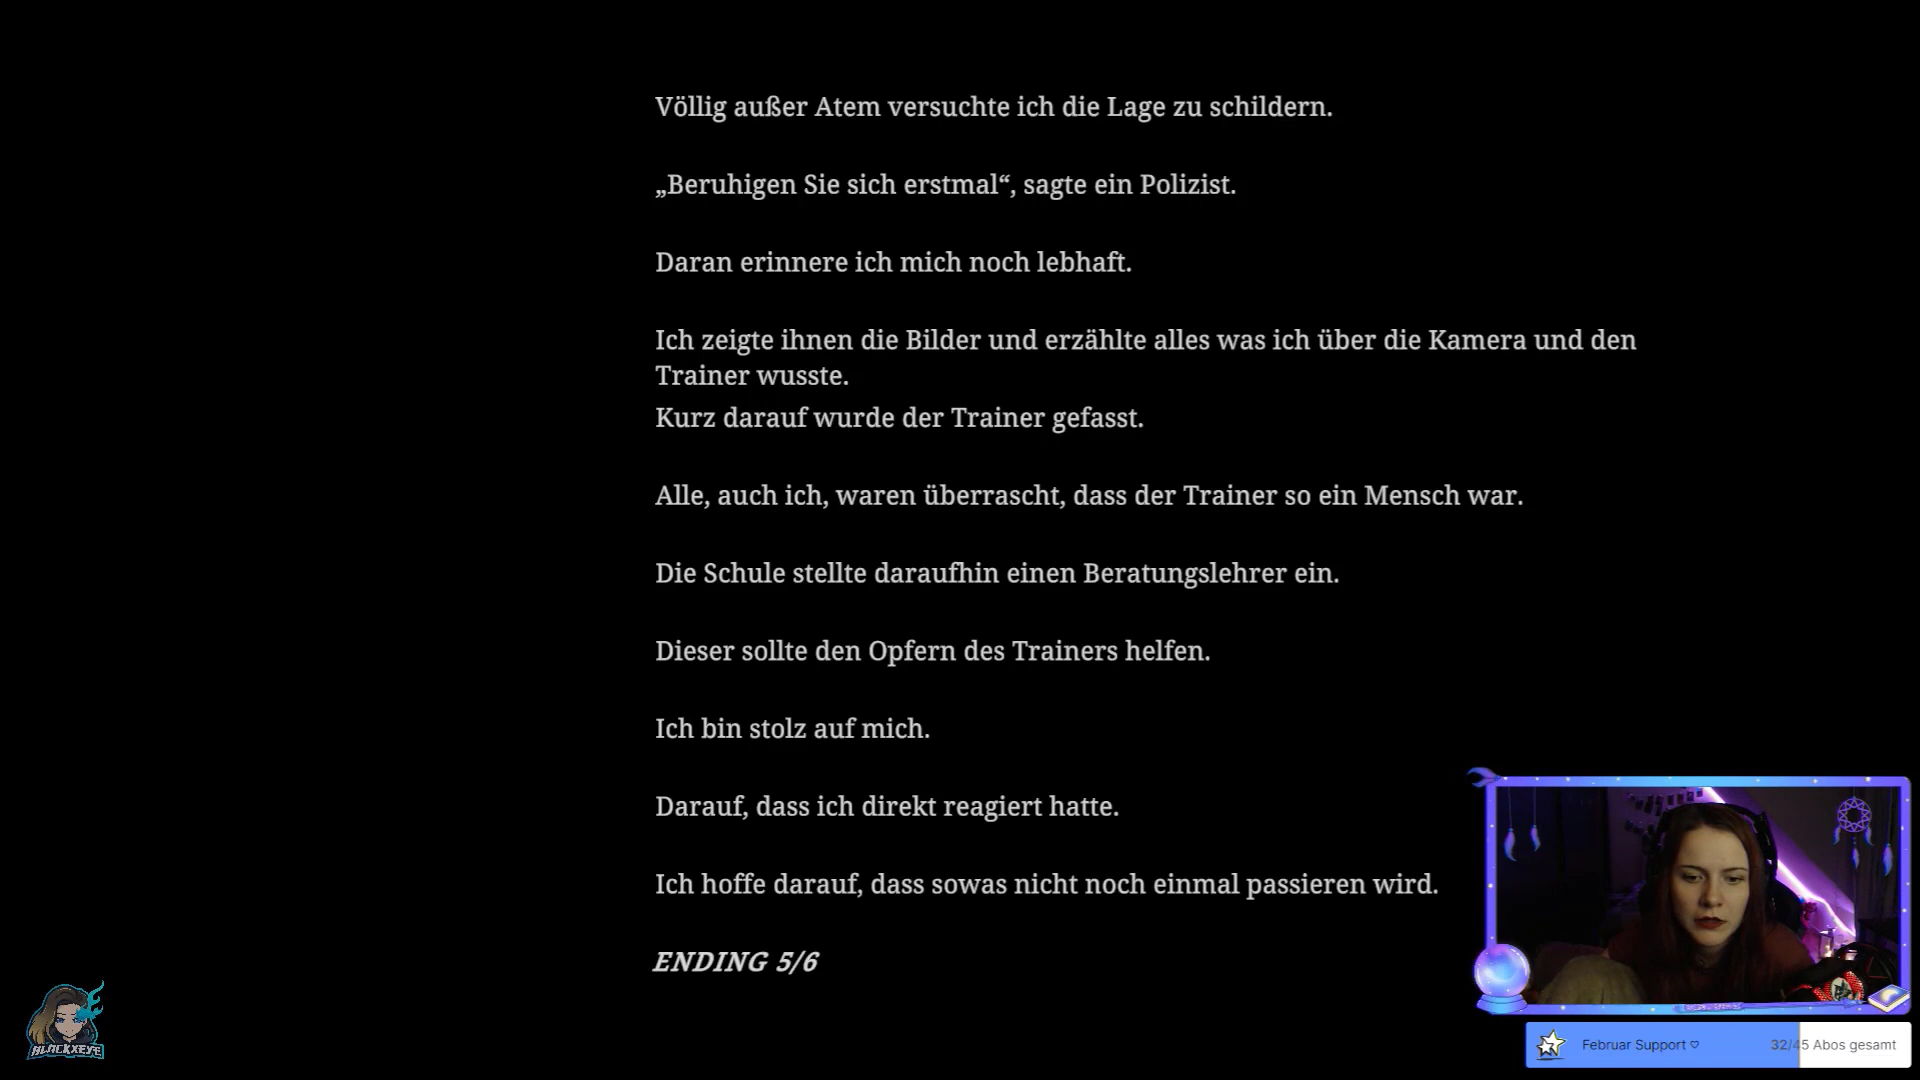 Völlig außer Atem versuchte ich die Lage zu schildern.
„Beruhigen Sie sich erstmal“, sagte ein Polizist.
Daran erinnere ich mich noch lebhaft.
Ich zeigte ihnen die Bilder und erzählte alles was ich über die Kamera und den
Trainer wusste.
Kurz darauf wurde der Trainer gefasst.
Alle, auch ich, waren überrascht, dass der Trainer so ein Mensch war.
Die Schule stellte daraufhin einen Beratungslehrer ein.
Dieser sollte den Opfern des Trainers helfen.
Ich bin stolz auf mich.
Darauf, dass ich direkt reagiert hatte.
Ich hoffe darauf, dass sowas nicht noch einmal passieren wird.
ENDING 5/6
BLACKXEYE
Februar Support ♡ 32/45 Abos gesamt